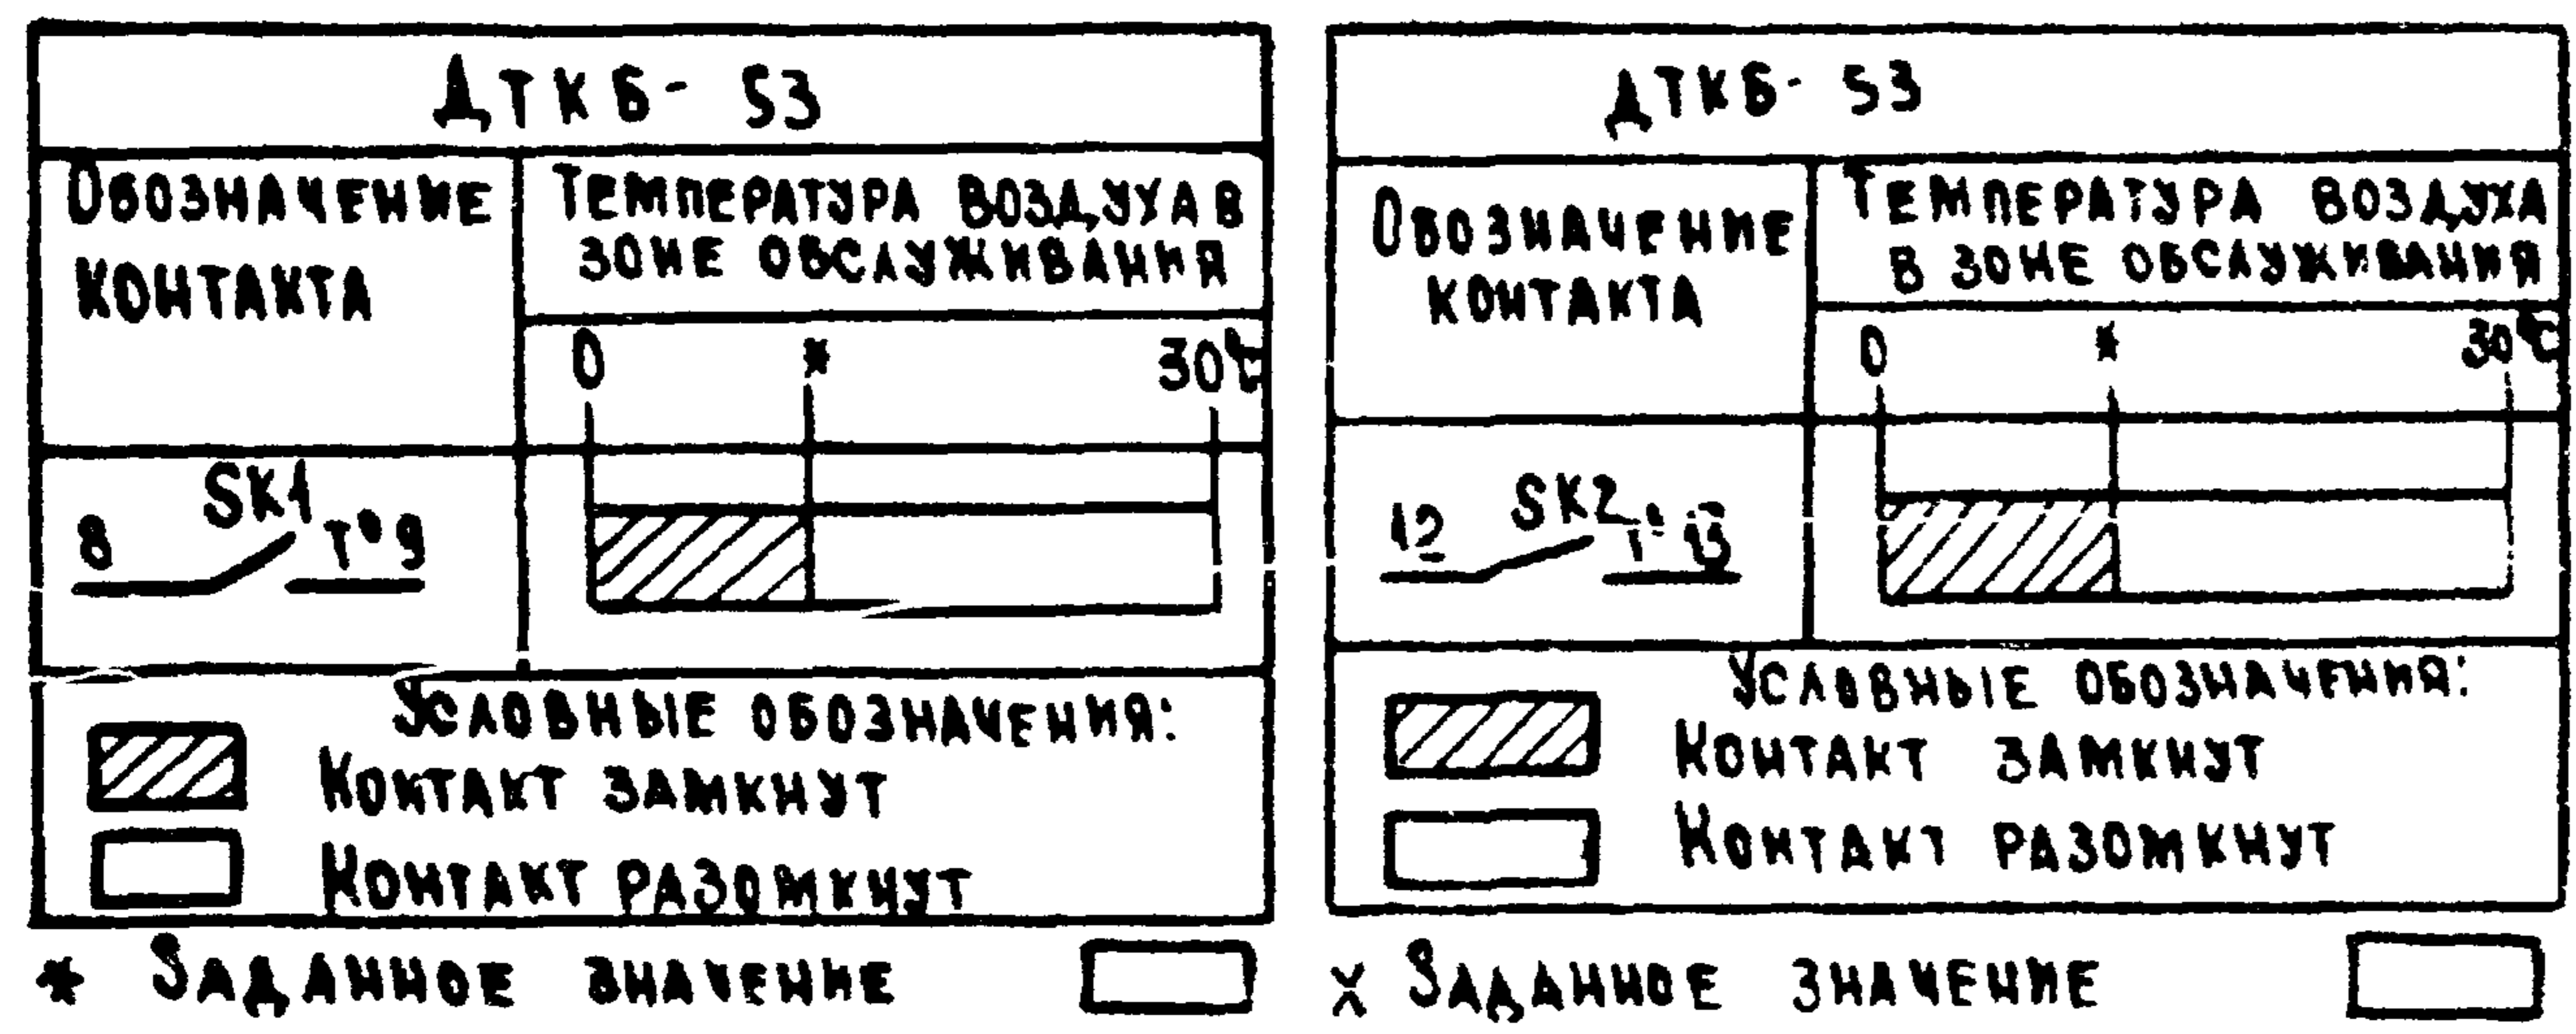 ДТКБ- 53
Обозначение
контакта
Температура воздуха в
зоне обслуживания
0 * 30°C
8 SK1 т° 9
Условные обозначения:
Контакт замкнут
Контакт разомкнут
* Заданное значение
ДТКБ- 53
Обозначение
контакта
Температура воздуха
в зоне обслуживания
0 * 30°C
12 SK2 т° 13
Условные обозначения:
Контакт замкнут
Контакт разомкнут
X Заданное значение